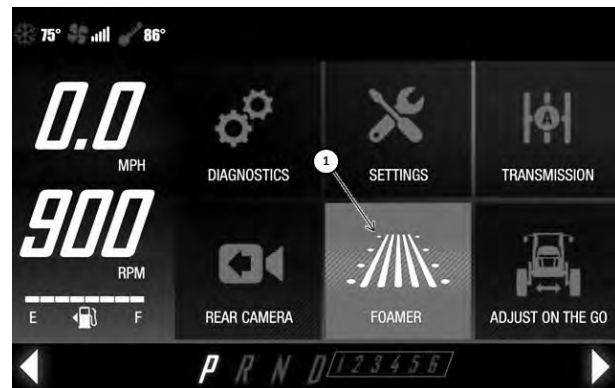 75° 86°
0.0
MPH
900
RPM
E F
DIAGNOSTICS
SETTINGS
A
TRANSMISSION
1
REAR CAMERA
FOAMER
ADJUST ON THE GO
P R N D 1 2 3 4 5 6